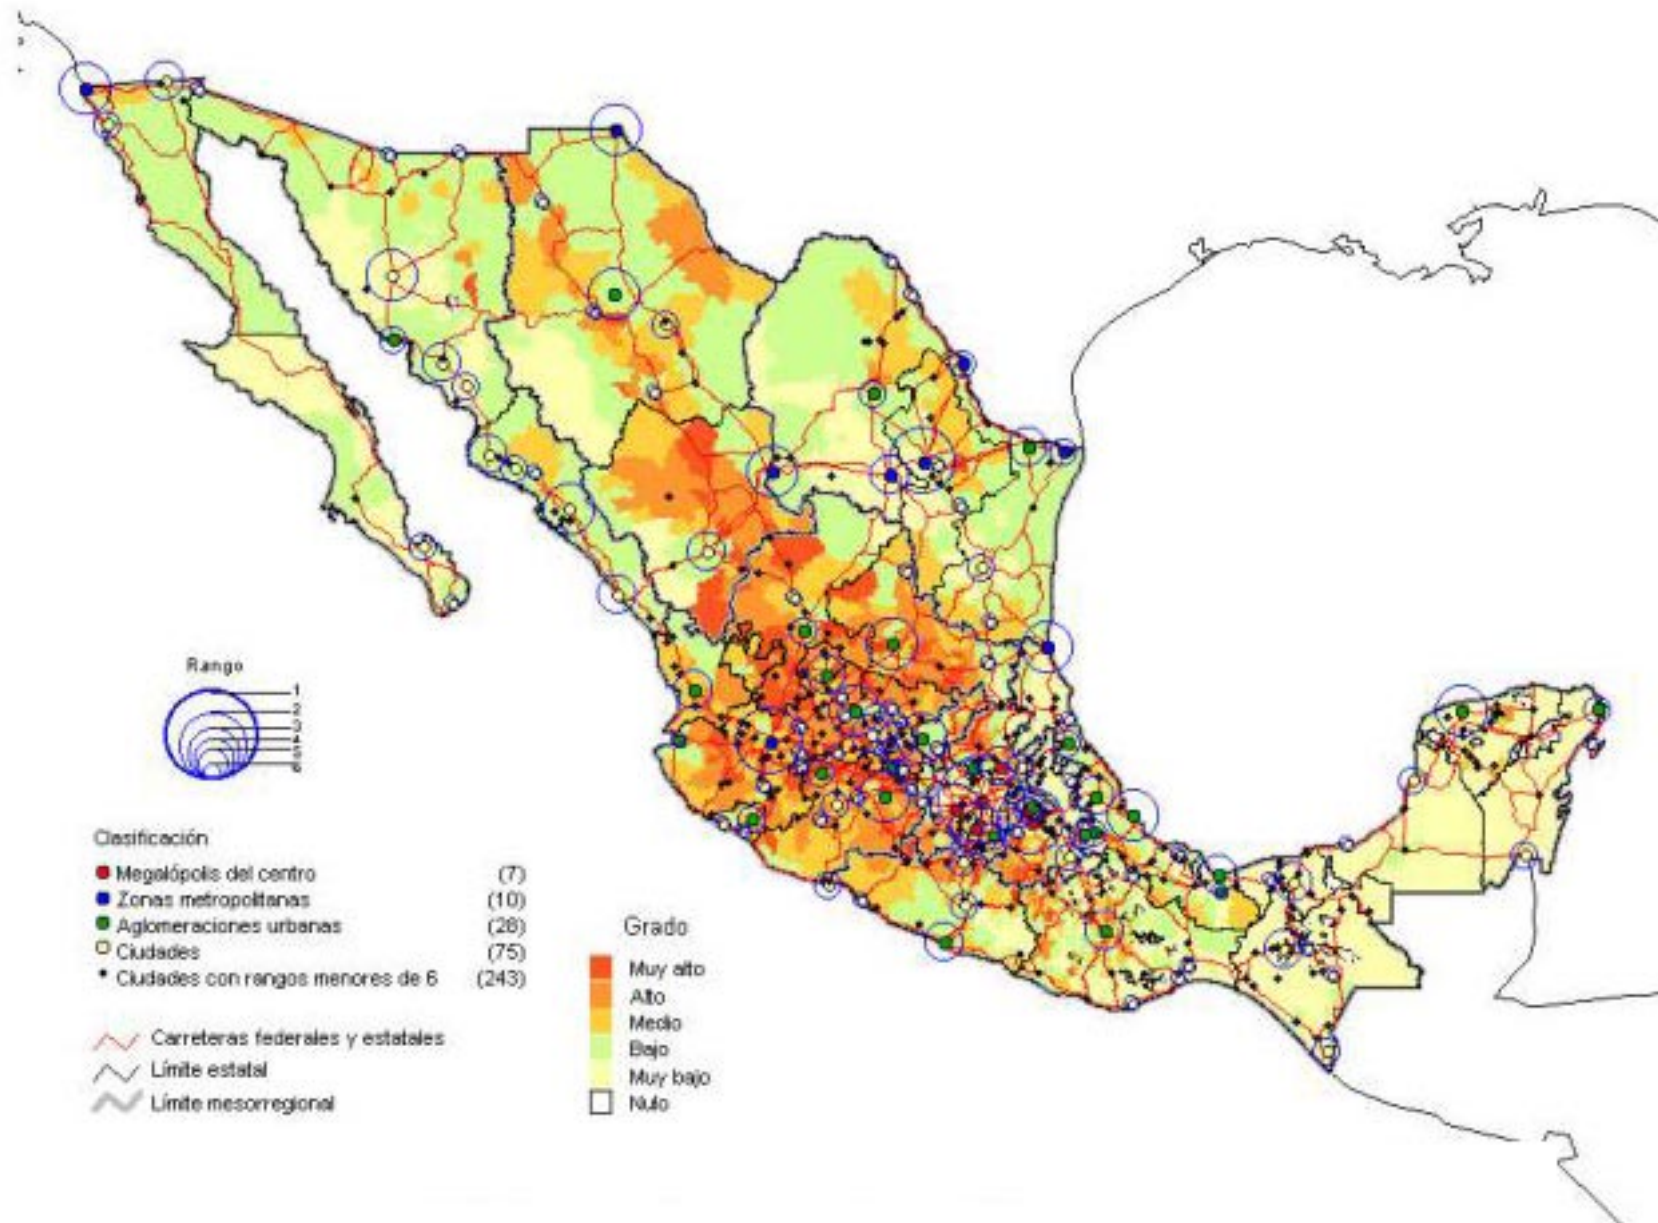 Rango
1
2
3
4
5
6
Clasificación
Megalópolis del centro (7)
Zonas metropolitanas (10)
Aglomeraciones urbanas (28)
Ciudades (75)
Ciudades con rangos menores de 6 (243)
Carreteras federales y estatales
Límite estatal
Límite mesorregional
Grado
Muy alto
Alto
Medio
Bajo
Muy bajo
Nulo